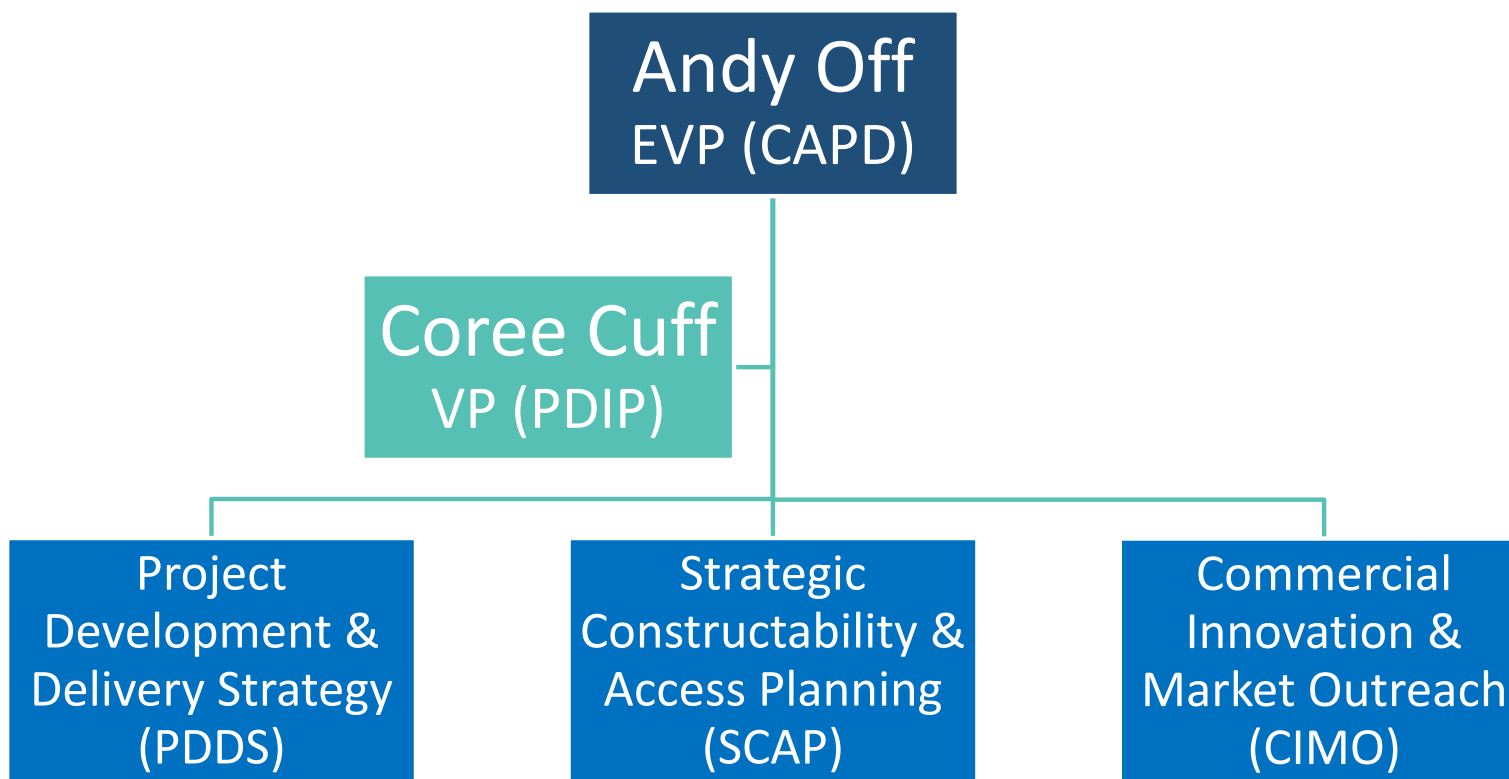 Andy Off
EVP (CAPD)
Coree Cuff
VP (PDIP)
Project
Development &
Delivery Strategy
(PDDS)
Strategic
Constructability &
Access Planning
(SCAP)
Commercial
Innovation &
Market Outreach
(CIMO)